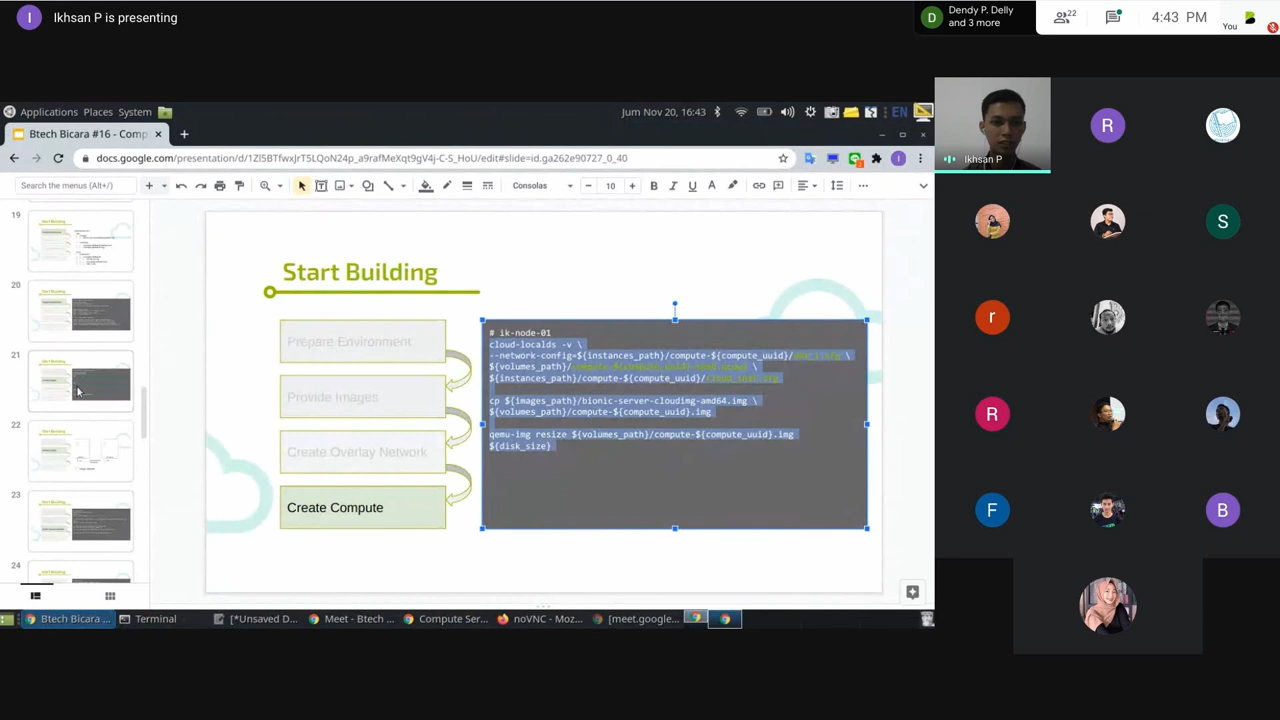 I
Ikhsan P is presenting
D
Dendy P. Delly
and 3 more
22
4:43 PM
You
Applications Places System
Jum Nov 20, 16:43
EN
Btech Bicara #16 - Comp
docs.google.com/presentation/d/1ZI5BTfwxJrT5LQoN24p_a9rafMeXqt9gV4j-C-S_HoU/edit#slide=id.ga262e90727_0_40
I
Search the menus (Alt+/)
Consolas
10
B I U A
19
20
21
22
23
24
Start Building
Prepare Environment
Provide Images
Create Overlay Network
Create Compute
# ik-node-01
cloud-localds -v \
--network-config=${instances_path}/compute-${compute_uuid}/
${volumes_path}/
${instances_path}/compute-${compute_uuid}/
cp ${images_path}/bionic-server-cloudimg-amd64.img \
${volumes_path}/compute-${compute_uuid}.img
qemu-img resize ${volumes_path}/compute-${compute_uuid}.img
${disk_size}
Btech Bicara ...
Terminal
[*Unsaved D...
Meet - Btech ...
Compute Ser...
noVNC - Moz...
[meet.google...
Ikhsan P
R
S
r
R
F
B